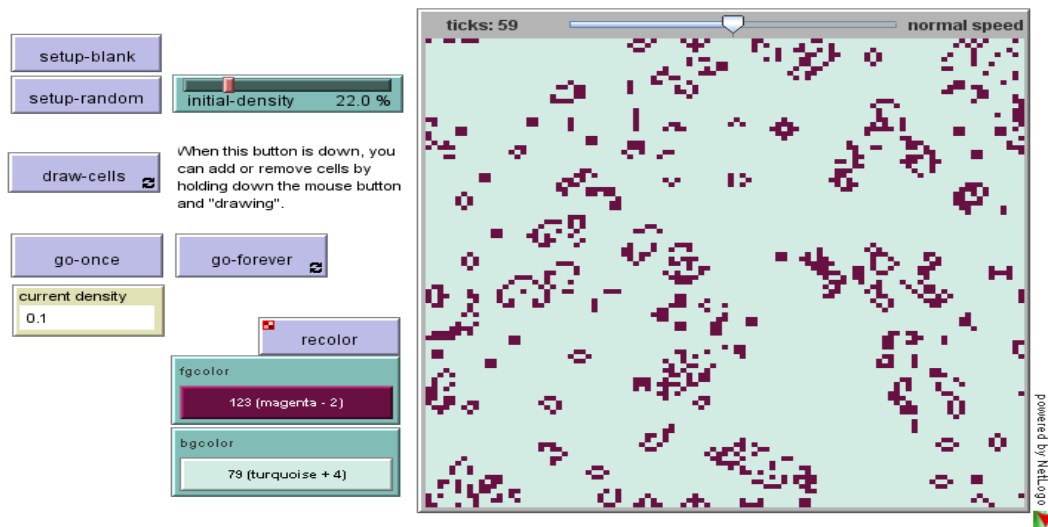 ticks: 59
normal speed
setup-blank
setup-random
initial-density 22.0 %
draw-cells
When this button is down, you
can add or remove cells by
holding down the mouse button
and "drawing".
go-once
go-forever
current density
0.1
recolor
fgcolor
123 (magenta - 2)
bgcolor
79 (turquoise + 4)
powered by NetLogo